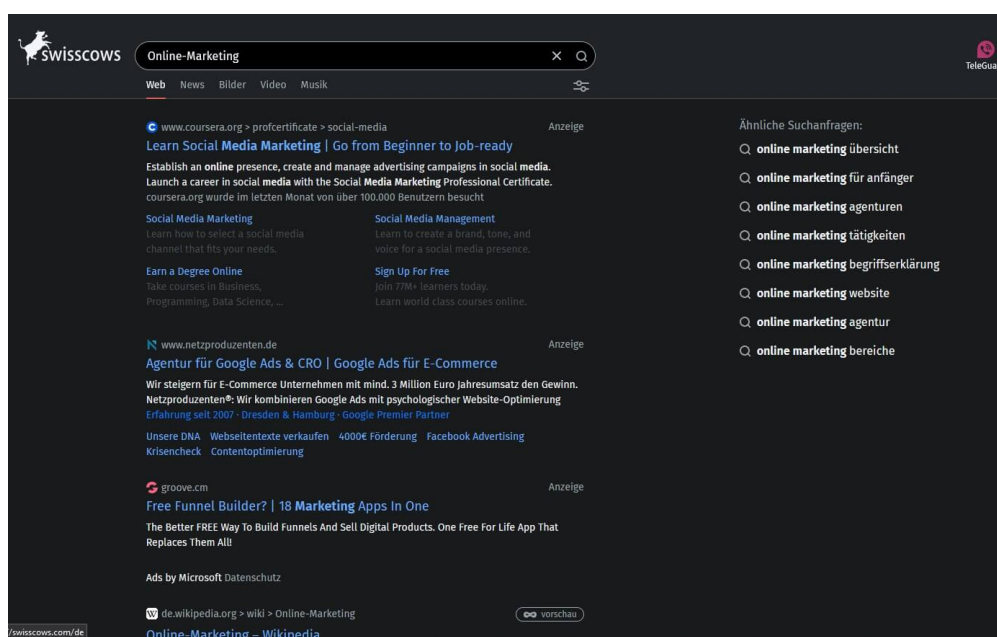 swisscows
Online-Marketing
TeleGua
Web News Bilder Video Musik
www.coursera.org > profcertificate > social-media Anzeige
Learn Social Media Marketing | Go from Beginner to Job-ready
Establish an online presence, create and manage advertising campaigns in social media.
Launch a career in social media with the Social Media Marketing Professional Certificate.
coursera.org wurde im letzten Monat von über 100.000 Benutzern besucht
Social Media Marketing
Learn how to select a social media
channel that fits your needs.
Social Media Management
Learn to create a brand, tone, and
voice for a social media presence.
Earn a Degree Online
Take courses in Business,
Programming, Data Science, ...
Sign Up For Free
Join 77M+ learners today.
Learn world class courses online.
www.netzproduzenten.de Anzeige
Agentur für Google Ads & CRO | Google Ads für E-Commerce
Wir steigern für E-Commerce Unternehmen mit mind. 3 Million Euro Jahresumsatz den Gewinn.
Netzproduzenten®: Wir kombinieren Google Ads mit psychologischer Website-Optimierung
Erfahrung seit 2007 · Dresden & Hamburg · Google Premier Partner
Unsere DNA Webseitentexte verkaufen 4000€ Förderung Facebook Advertising
Krisencheck Contentoptimierung
groove.cm Anzeige
Free Funnel Builder? | 18 Marketing Apps In One
The Better FREE Way To Build Funnels And Sell Digital Products. One Free For Life App That
Replaces Them All!
Ads by Microsoft Datenschutz
W de.wikipedia.org > wiki > Online-Marketing vorschau
Online-Marketing – Wikipedia
Ähnliche Suchanfragen:
online marketing übersicht
online marketing für anfänger
online marketing agenturen
online marketing tätigkeiten
online marketing begriffserklärung
online marketing website
online marketing agentur
online marketing bereiche
/swisscows.com/de